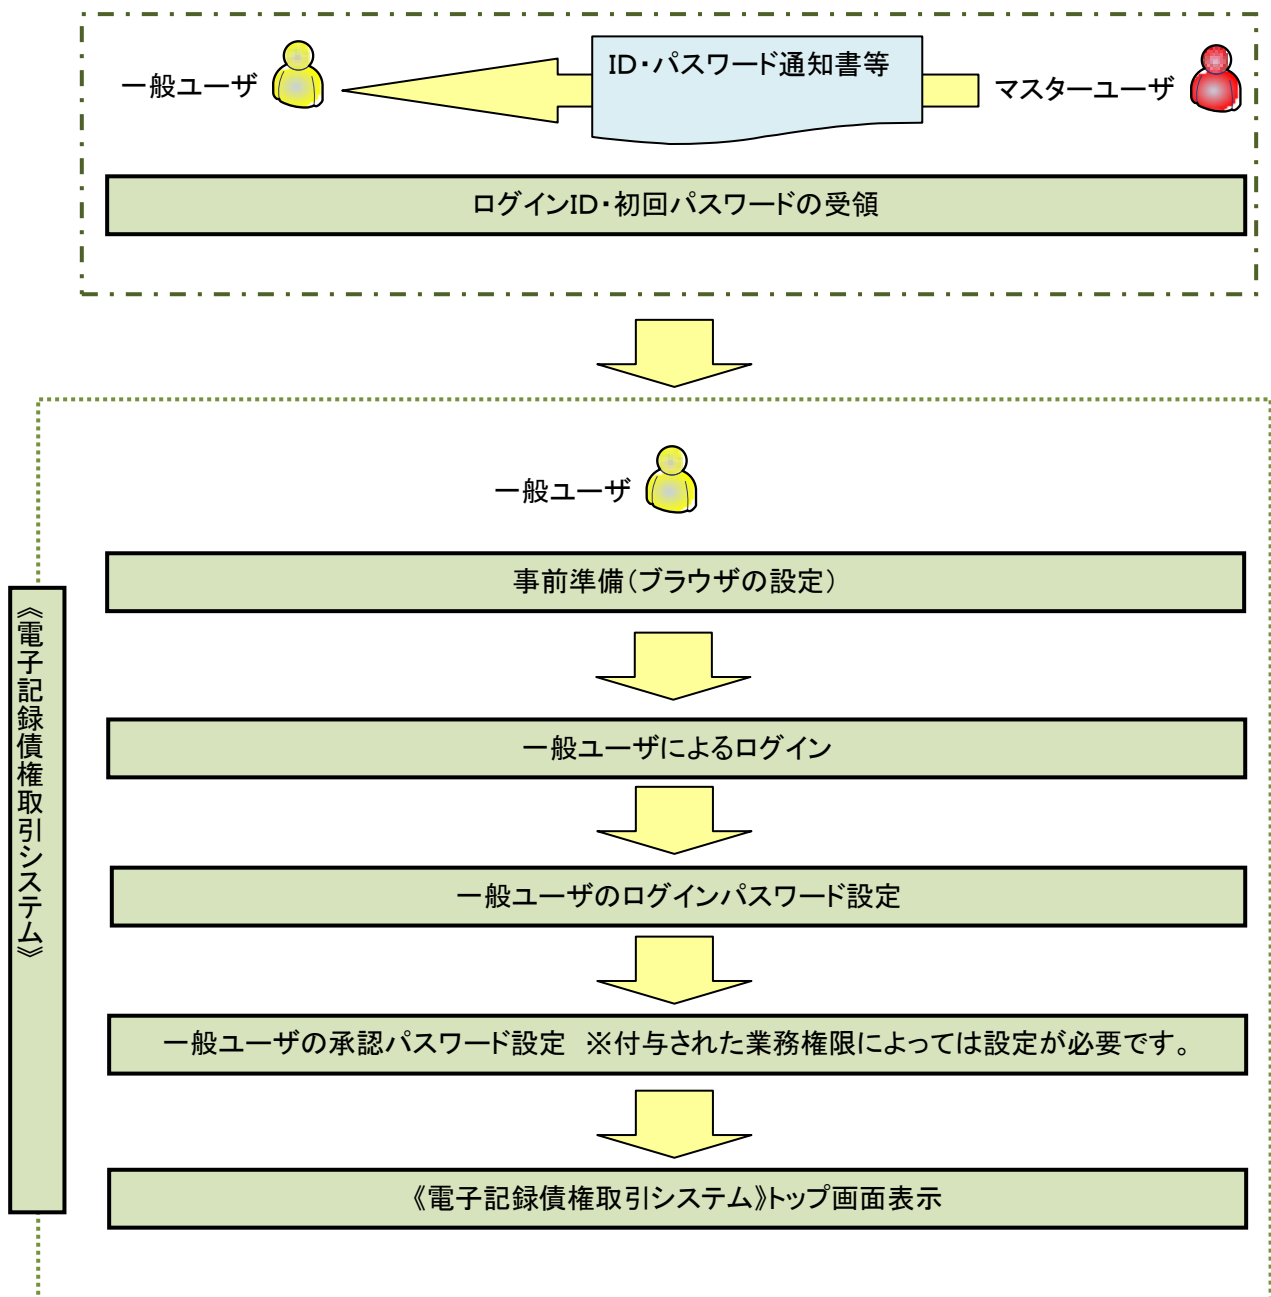 一般ユーザ
ID・パスワード通知書等
マスターユーザ
ログインID・初回パスワードの受領
一般ユーザ
事前準備(ブラウザの設定)
《電子記録債権取引システム》
一般ユーザによるログイン
一般ユーザのログインパスワード設定
一般ユーザの承認パスワード設定 ※付与された業務権限によっては設定が必要です。
《電子記録債権取引システム》トップ画面表示